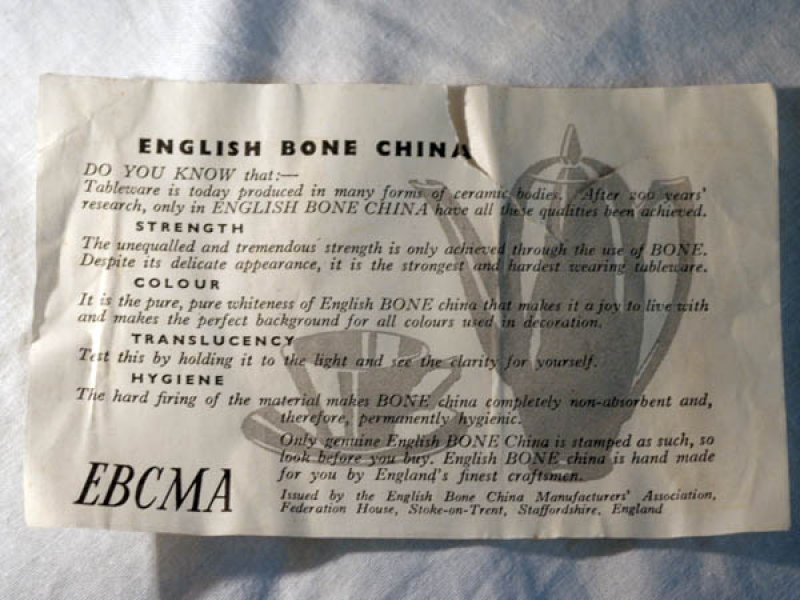 ENGLISH BONE CHINA
DO YOU KNOW that:—
Tableware is today produced in many forms of ceramic bodies. After 200 years'
research, only in ENGLISH BONE CHINA have all these qualities been achieved.
STRENGTH
The unequalled and tremendous strength is only achieved through the use of BONE.
Despite its delicate appearance, it is the strongest and hardest wearing tableware.
COLOUR
It is the pure, pure whiteness of English BONE china that makes it a joy to live with
and makes the perfect background for all colours used in decoration.
TRANSLUCENCY
Test this by holding it to the light and see the clarity for yourself.
HYGIENE
The hard firing of the material makes BONE china completely non-absorbent and,
therefore, permanently hygienic.
Only genuine English BONE China is stamped as such, so
look before you buy. English BONE china is hand made
for you by England's finest craftsmen.
EBCMA
Issued by the English Bone China Manufacturers' Association,
Federation House, Stoke-on-Trent, Staffordshire, England